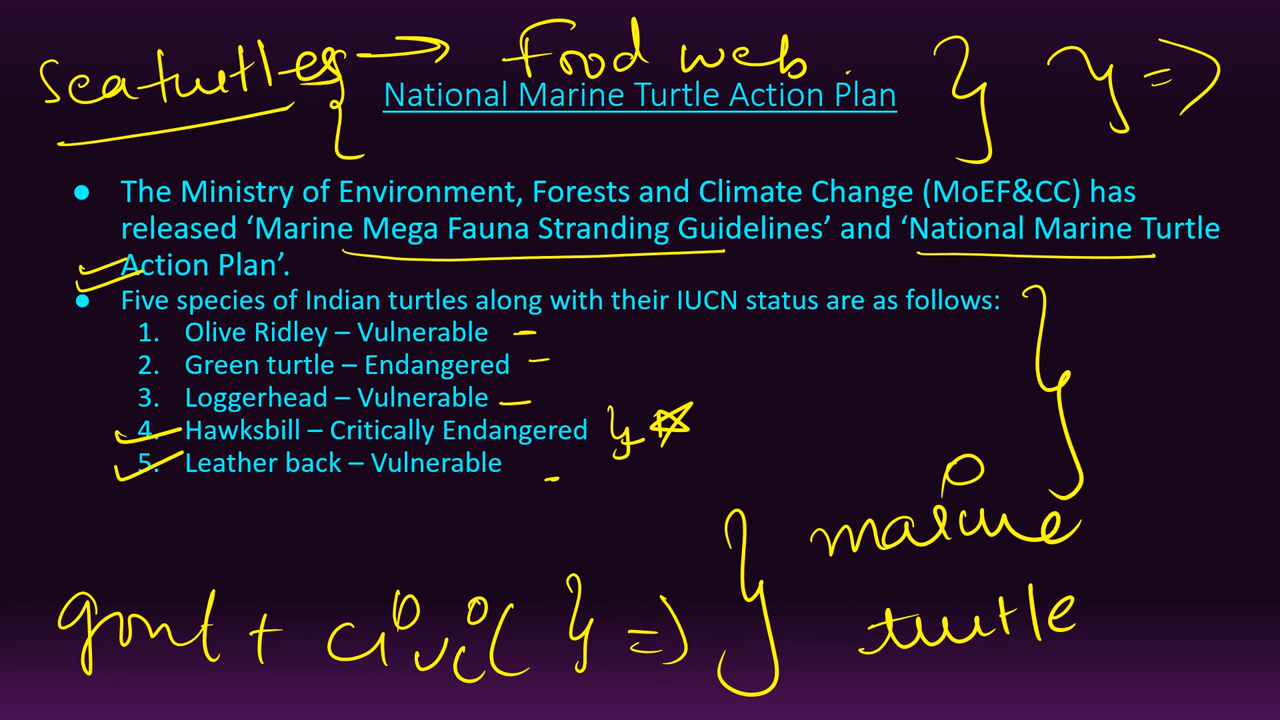 sea turtles → Food web.
National Marine Turtle Action Plan
• The Ministry of Environment, Forests and Climate Change (MoEF&CC) has
released ‘Marine Mega Fauna Stranding Guidelines’ and ‘National Marine Turtle
Action Plan’.
• Five species of Indian turtles along with their IUCN status are as follows:
1. Olive Ridley – Vulnerable
2. Green turtle – Endangered
3. Loggerhead – Vulnerable
4. Hawksbill – Critically Endangered
5. Leather back – Vulnerable
marine
govt + civil } => }
turtle